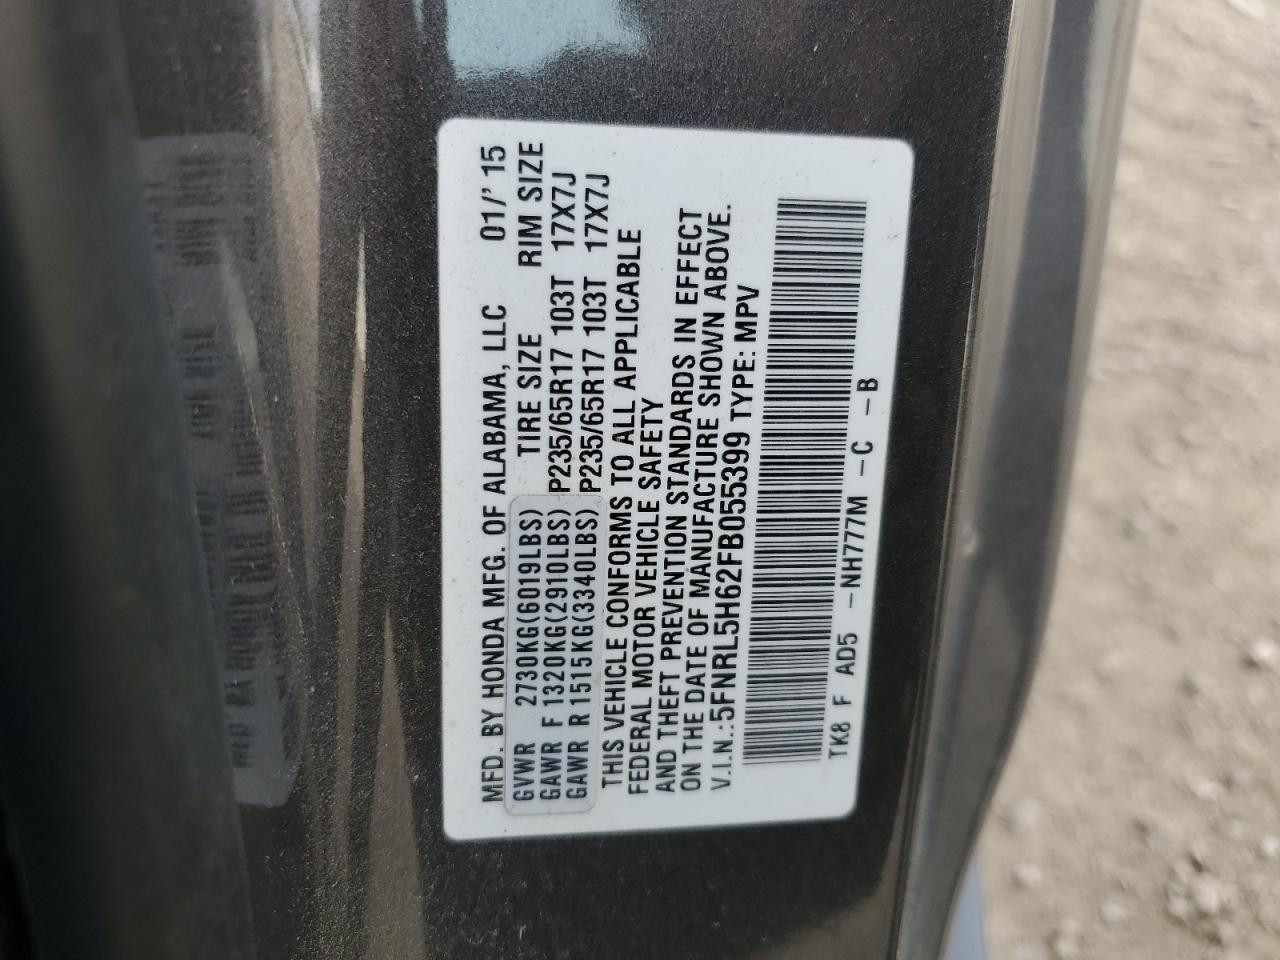 MFD. BY HONDA MFG. OF ALABAMA, LLC 01/'15
GVWR 2730KG(6019LBS) TIRE SIZE RIM SIZE
GAWR F 1320KG(2910LBS) P235/65R17 103T 17X7J
GAWR R 1515KG(3340LBS) P235/65R17 103T 17X7J
THIS VEHICLE CONFORMS TO ALL APPLICABLE
FEDERAL MOTOR VEHICLE SAFETY
AND THEFT PREVENTION STANDARDS IN EFFECT
ON THE DATE OF MANUFACTURE SHOWN ABOVE.
V.I.N.:5FNRL5H62FB055399 TYPE: MPV
TK8 F AD5 -NH777M -C -B